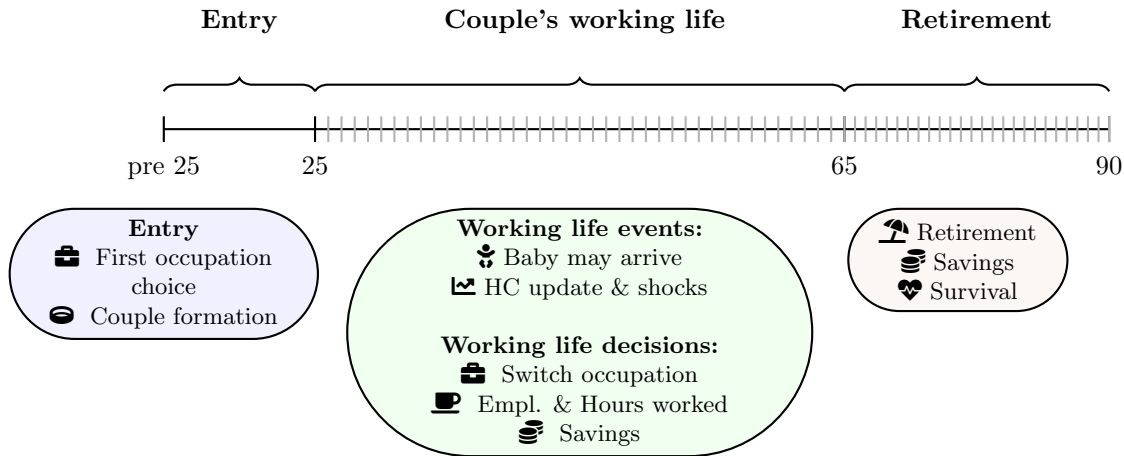 Entry
Couple's working life
Retirement
pre 25
25
65
90
Entry
First occupation
choice
Couple formation
Working life events:
Baby may arrive
HC update & shocks
Working life decisions:
Switch occupation
Empl. & Hours worked
Savings
Retirement
Savings
Survival